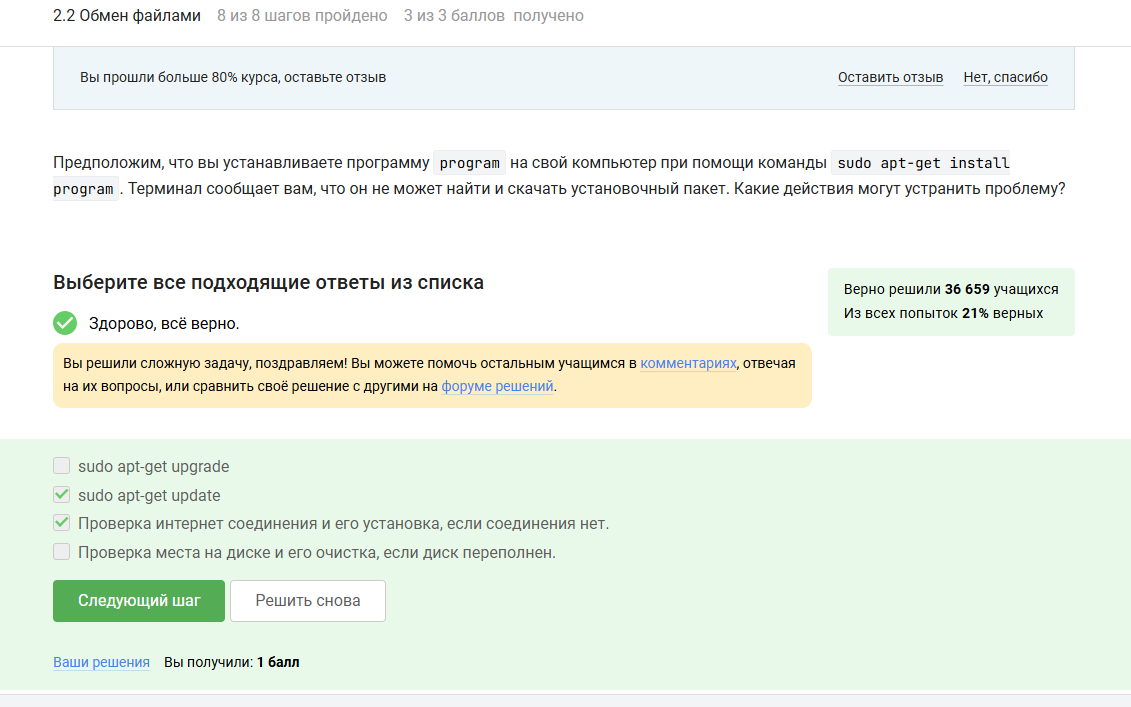 2.2 Обмен файлами 8 из 8 шагов пройдено 3 из 3 баллов получено
Вы прошли больше 80% курса, оставьте отзыв Оставить отзыв Нет, спасибо
Предположим, что вы устанавливаете программу program на свой компьютер при помощи команды sudo apt-get install
program . Терминал сообщает вам, что он не может найти и скачать установочный пакет. Какие действия могут устранить проблему?
Выберите все подходящие ответы из списка
Верно решили 36 659 учащихся
Из всех попыток 21% верных
Здорово, всё верно.
Вы решили сложную задачу, поздравляем! Вы можете помочь остальным учащимся в комментариях, отвечая
на их вопросы, или сравнить своё решение с другими на форуме решений.
sudo apt-get upgrade
sudo apt-get update
Проверка интернет соединения и его установка, если соединения нет.
Проверка места на диске и его очистка, если диск переполнен.
Следующий шаг Решить снова
Ваши решения Вы получили: 1 балл